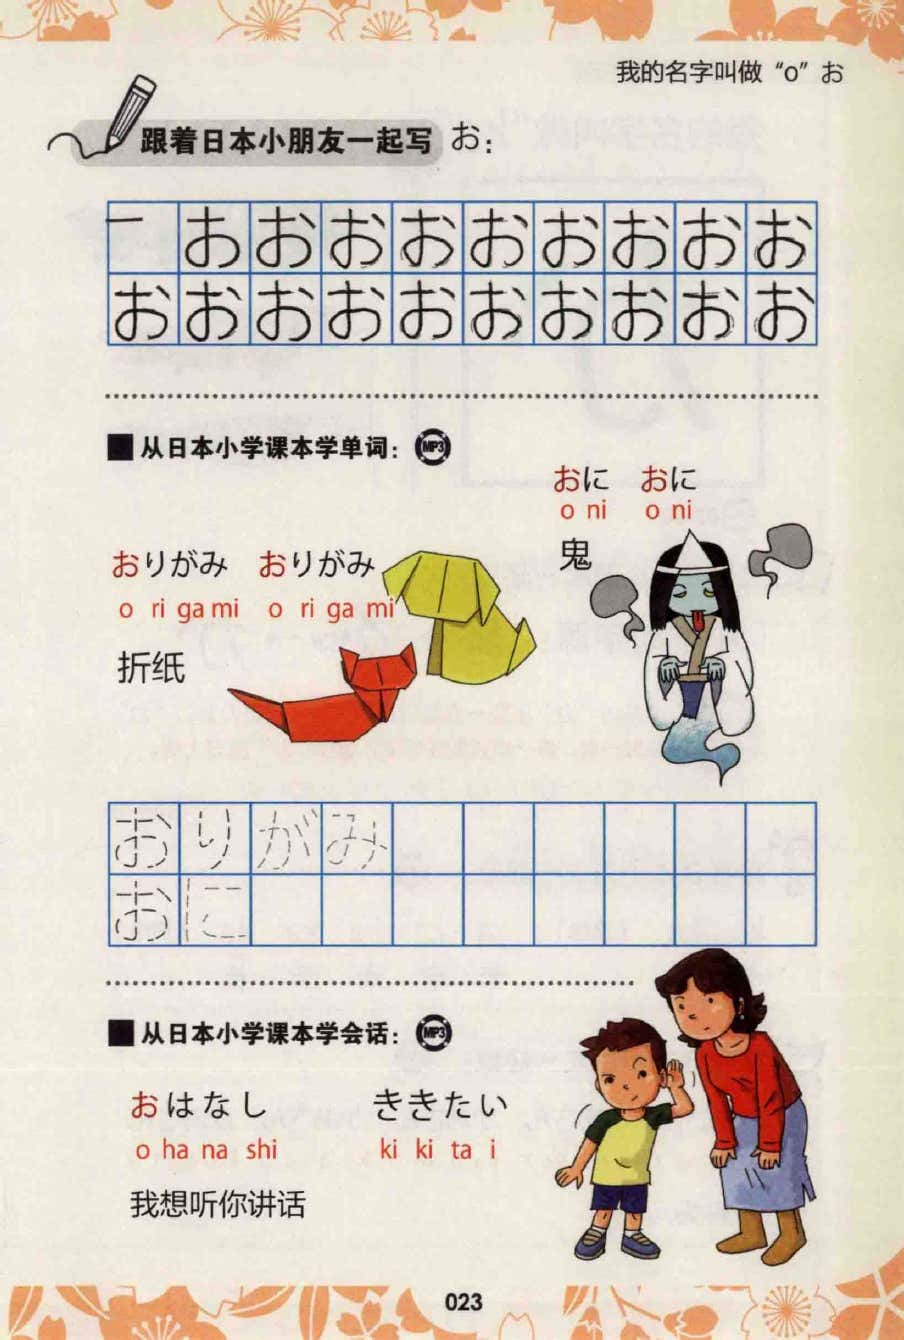 我的名字叫做“o”お
跟着日本小朋友一起写 お:
一 お お お お お お お お お
お お お お お お お お お お
从日本小学课本学单词: MP3
おに おに
o ni o ni
鬼
おりがみ おりがみ
o ri ga mi o ri ga mi
折纸
おりがみ
おに
从日本小学课本学会话: MP3
おはなし ききたい
o ha na shi ki ki ta i
我想听你讲话
023